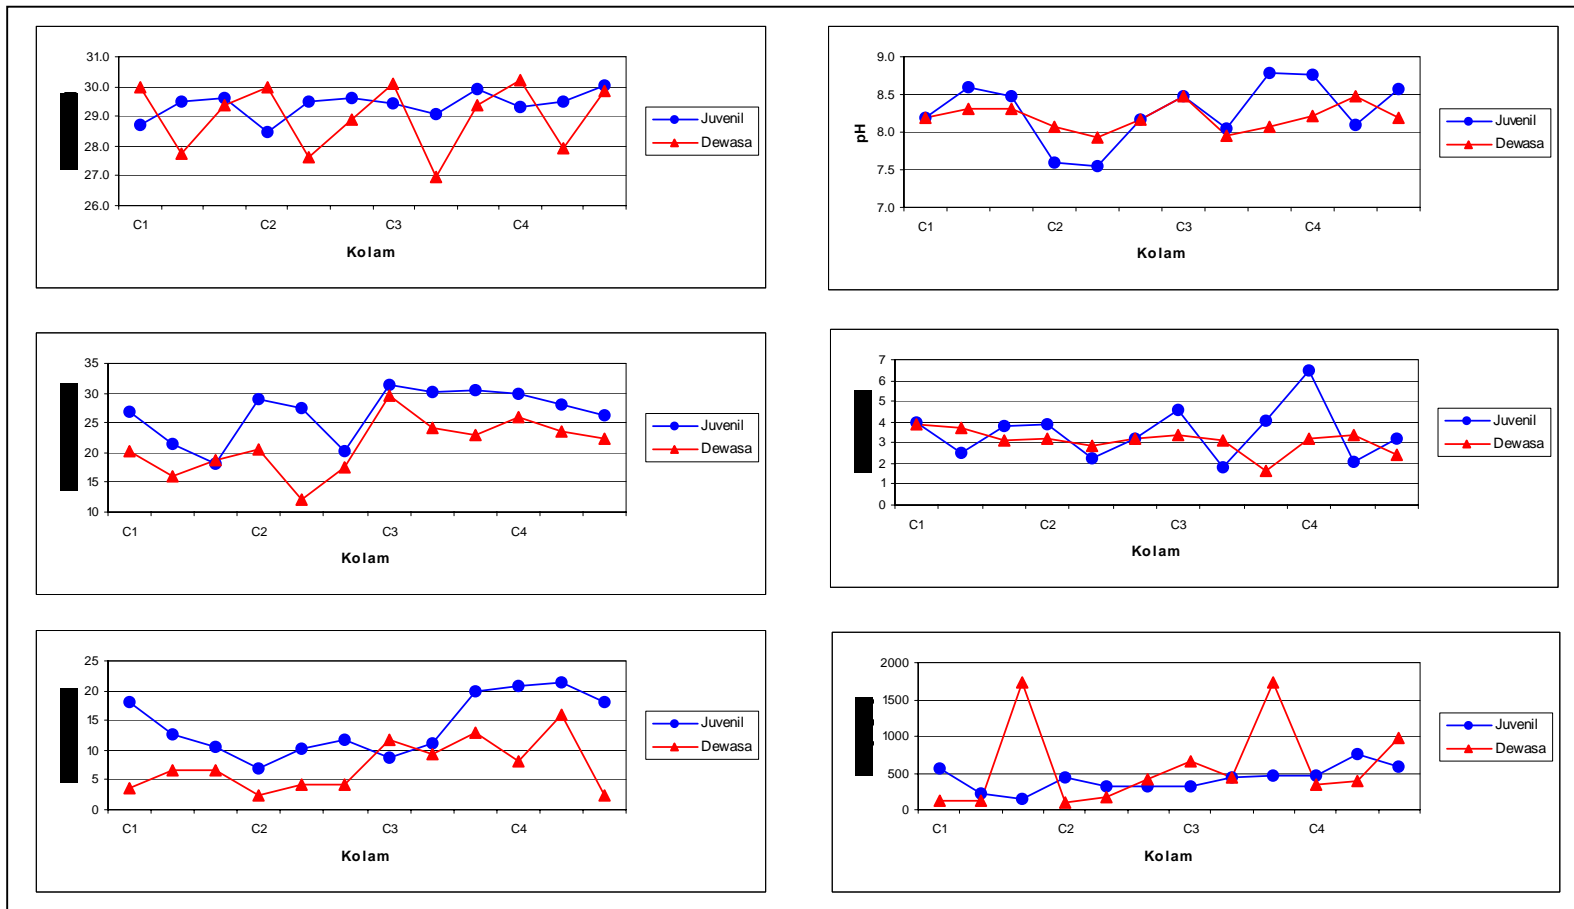 31.0
30.0
29.0
28.0
27.0
26.0
C1 C2 C3 C4
Kolam
Juvenil
Dewasa
9.0
8.5
8.0
7.5
7.0
pH
C1 C2 C3 C4
Kolam
Juvenil
Dewasa
35
30
25
20
15
10
C1 C2 C3 C4
Kolam
Juvenil
Dewasa
7
6
5
4
3
2
1
0
C1 C2 C3 C4
Kolam
Juvenil
Dewasa
25
20
15
10
5
0
C1 C2 C3 C4
Kolam
Juvenil
Dewasa
2000
1500
1000
500
0
C1 C2 C3 C4
Kolam
Juvenil
Dewasa